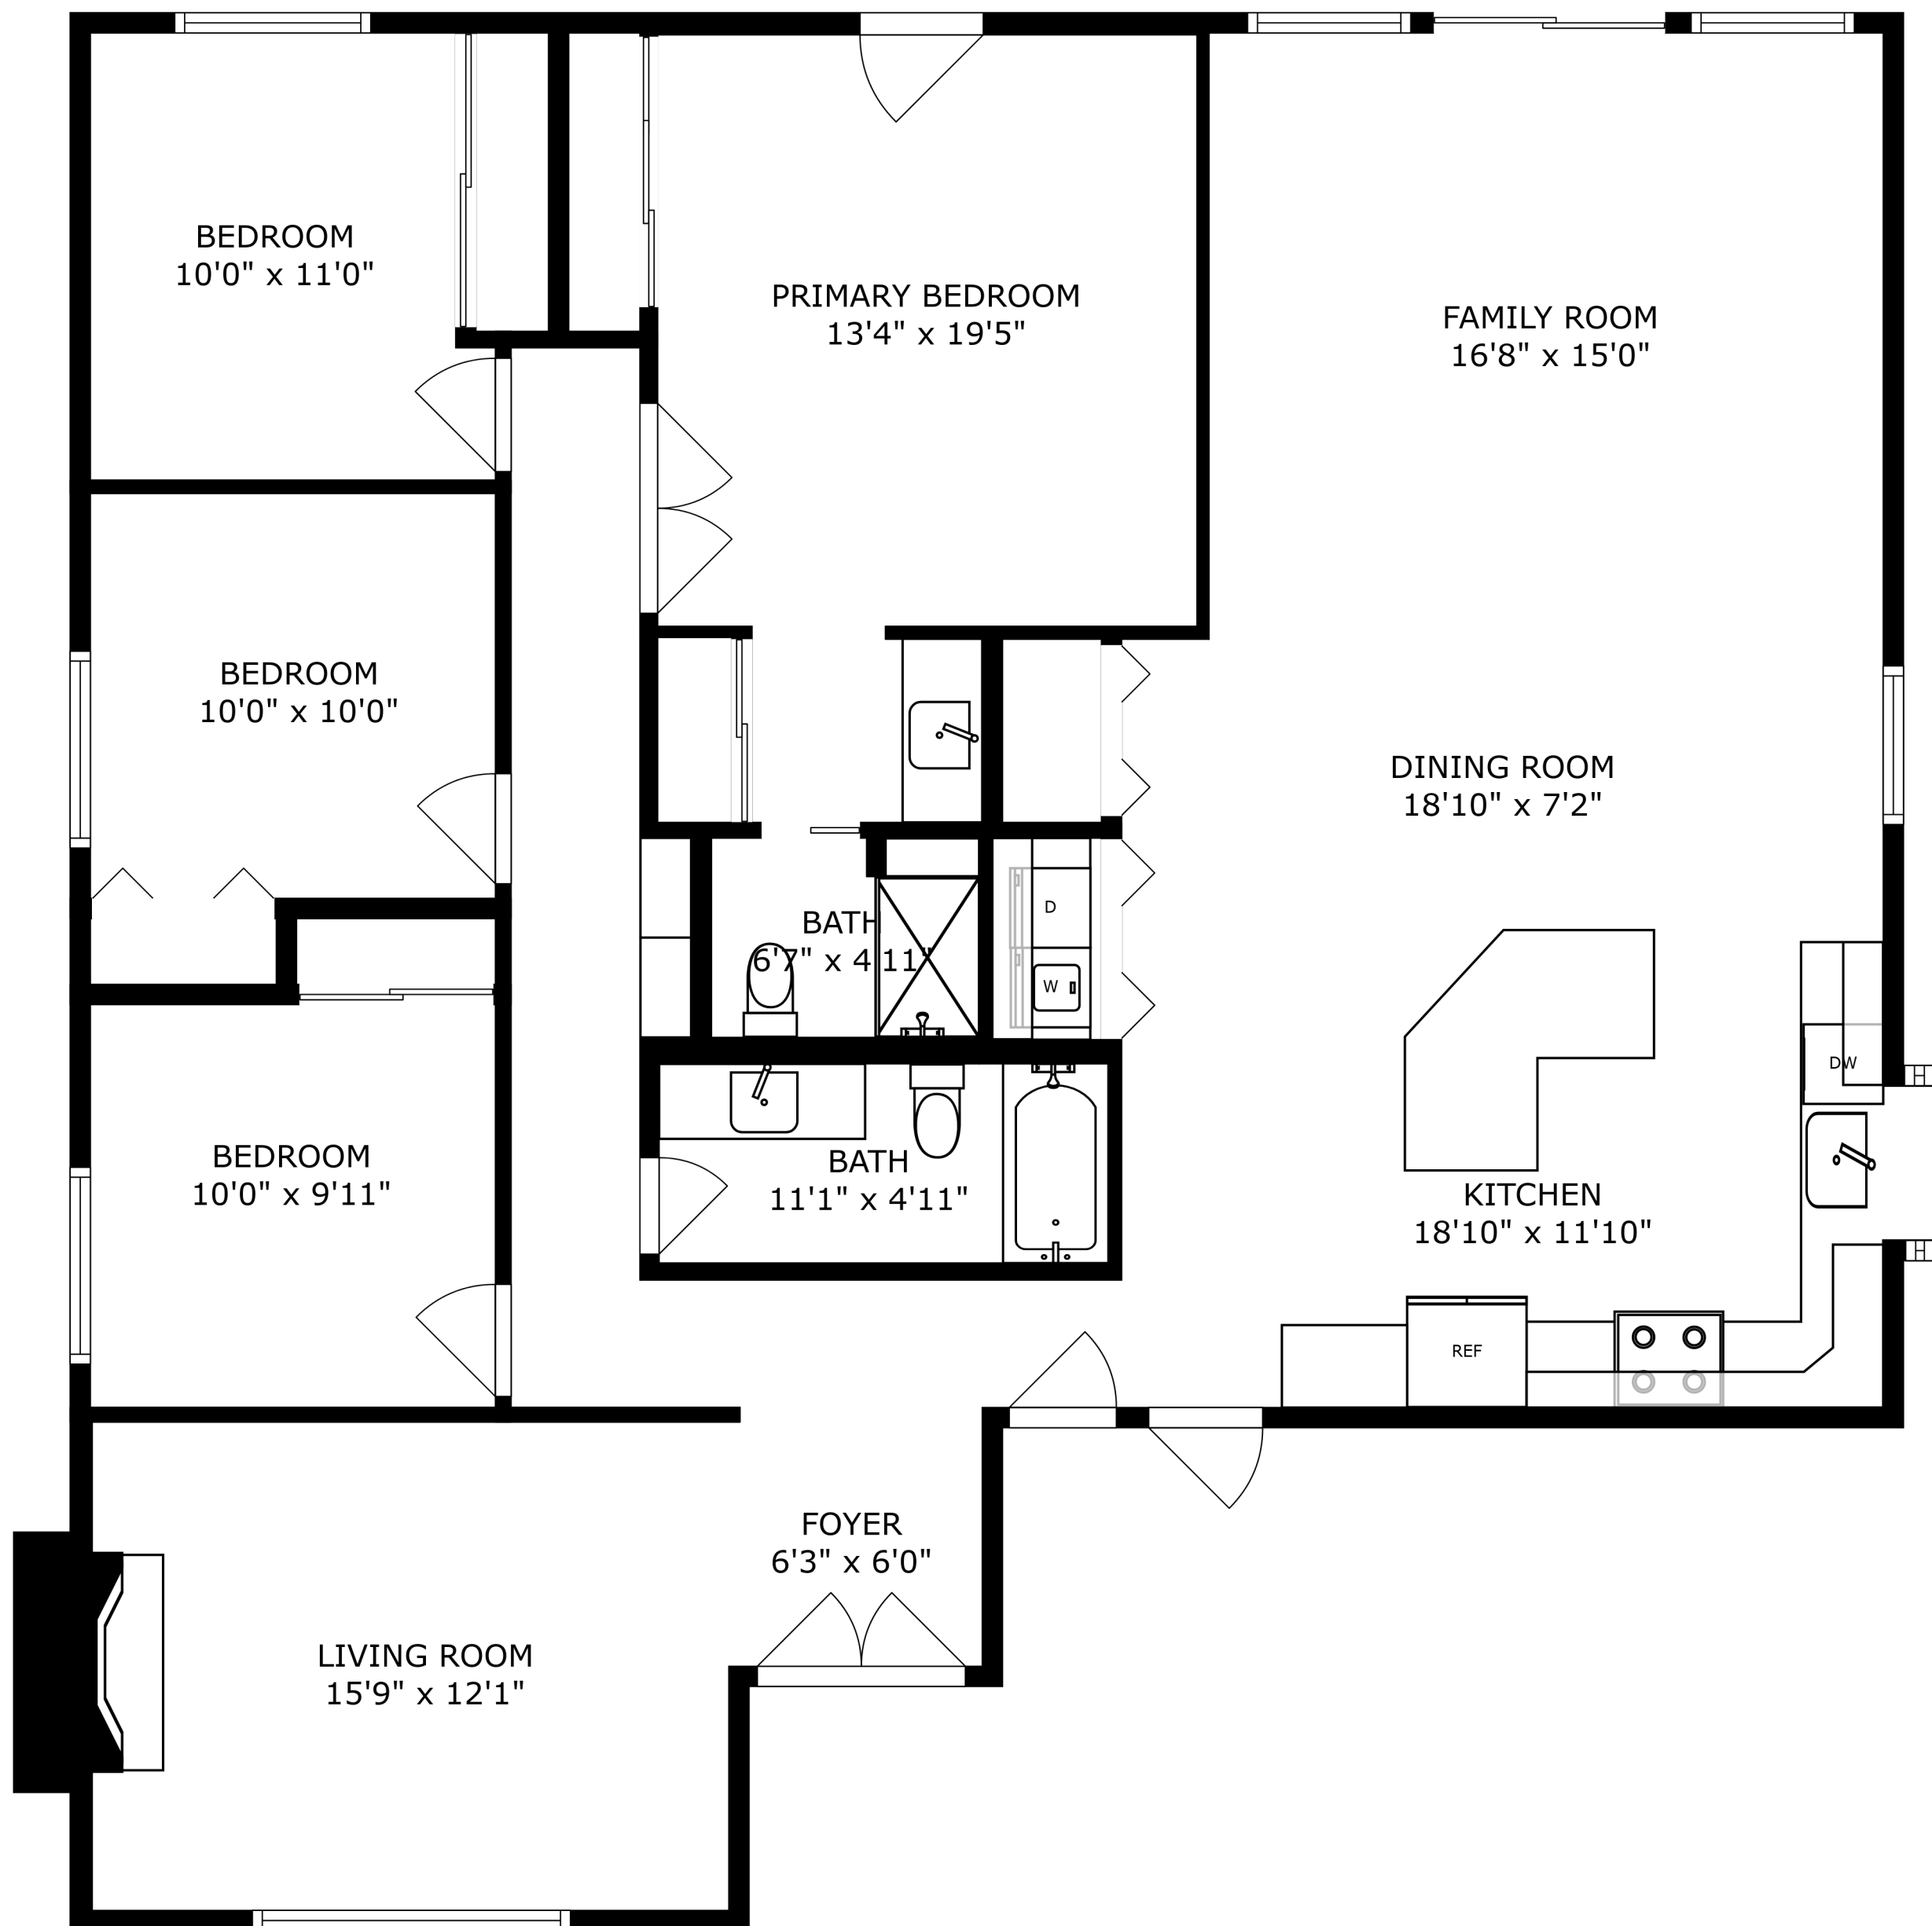 BEDROOM
10'0" x 11'0"
PRIMARY BEDROOM
13'4" x 19'5"
FAMILY ROOM
16'8" x 15'0"
BEDROOM
10'0" x 10'0"
DINING ROOM
18'10" x 7'2"
D
BATH
6'7" x 4'11"
W
DW
BEDROOM
10'0" x 9'11"
BATH
11'1" x 4'11"
KITCHEN
18'10" x 11'10"
REF
FOYER
6'3" x 6'0"
LIVING ROOM
15'9" x 12'1"